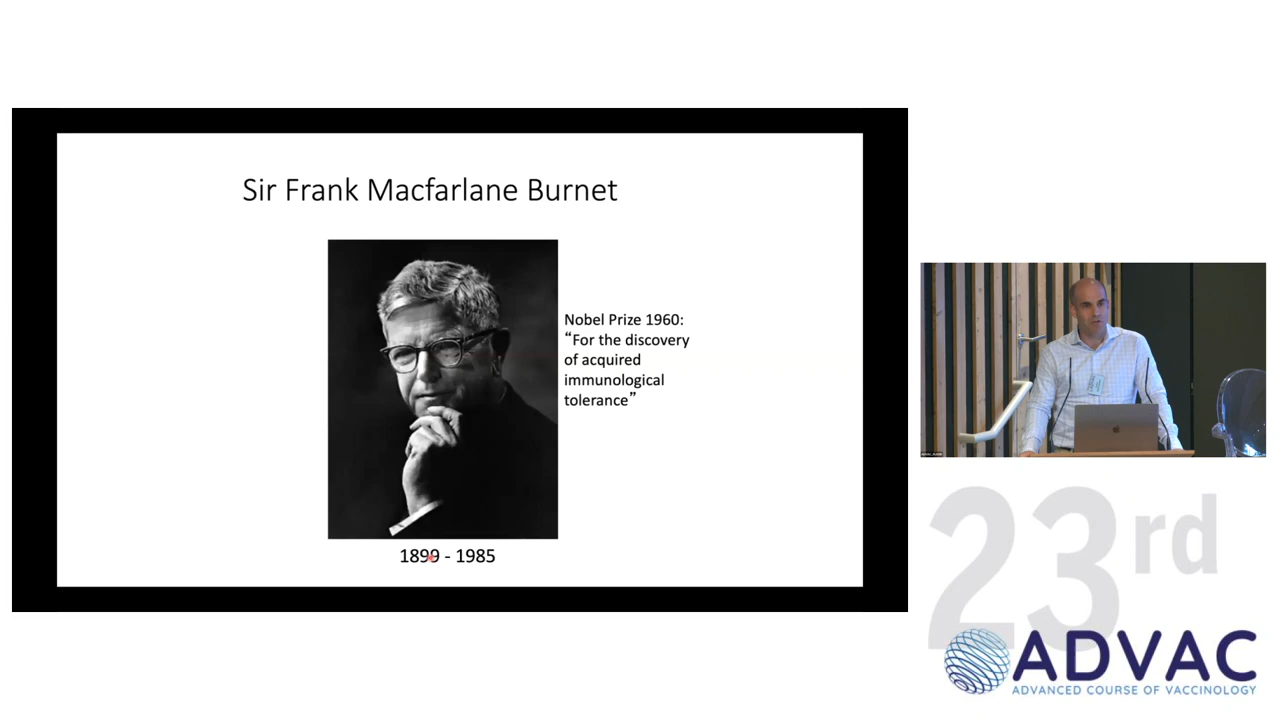 Sir Frank Macfarlane Burnet
Nobel Prize 1960:
“For the discovery
of acquired
immunological
tolerance”
1899 - 1985
23rd
ADVAC
ADVANCED COURSE OF VACCINOLOGY